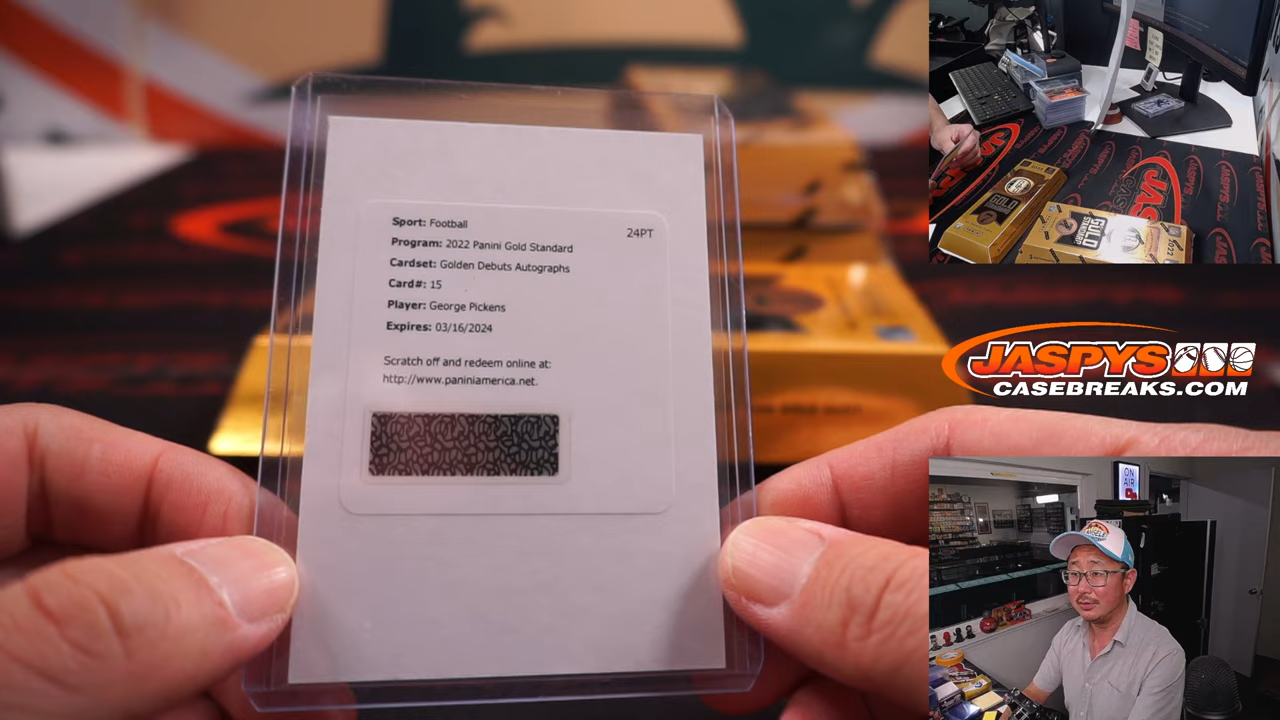 Sport: Football
24PT
Program: 2022 Panini Gold Standard
Cardset: Golden Debuts Autographs
Card#: 15
Player: George Pickens
Expires: 03/16/2024
Scratch off and redeem online at:
http://www.paniniamerica.net.
GOLD
GOLD
STANDARD
2022
JASPYS
CASEBREAKS.COM
ON
AIR